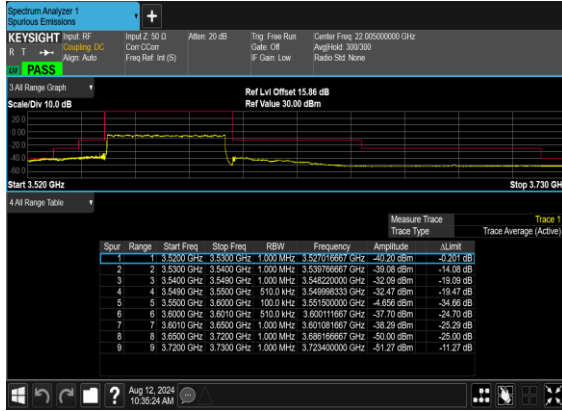 Spectrum Analyzer 1
Spurious Emissions
KEYSIGHT Input: RF Input Z: 50 Ω Atten: 20 dB Trig: Free Run Center Freq: 22.005000000 GHz
R T Coupling: DC Corr CCorr Gate: Off Avg|Hold: 300/300
Align: Auto Freq Ref: Int (S) IF Gain: Low Radio Std: None
PASS
3 All Range Graph Ref Lvl Offset 15.86 dB
Scale/Div 10.0 dB Ref Value 30.00 dBm
20.0
0.00
-20.0
-40.0
-60.0
Start 3.520 GHz Stop 3.730 GH
4 All Range Table
Measure Trace Trace 1
Trace Type Trace Average (Active)
Spur Range Start Freq Stop Freq RBW Frequency Amplitude ΔLimit
1 1 3.5200 GHz 3.5300 GHz 1.000 MHz 3.527016667 GHz -40.20 dBm -0.201 dB
2 2 3.5300 GHz 3.5400 GHz 1.000 MHz 3.539766667 GHz -39.08 dBm -14.08 dB
3 3 3.5400 GHz 3.5490 GHz 1.000 MHz 3.548220000 GHz -32.09 dBm -19.09 dB
4 4 3.5490 GHz 3.5500 GHz 510.0 kHz 3.549998333 GHz -32.47 dBm -19.47 dB
5 5 3.5500 GHz 3.6000 GHz 100.0 kHz 3.551500000 GHz -4.656 dBm -34.66 dB
6 6 3.6000 GHz 3.6010 GHz 510.0 kHz 3.600111667 GHz -37.70 dBm -24.70 dB
7 7 3.6010 GHz 3.6500 GHz 1.000 MHz 3.601081667 GHz -38.29 dBm -25.29 dB
8 8 3.6500 GHz 3.7200 GHz 1.000 MHz 3.686166667 GHz -50.00 dBm -25.00 dB
9 9 3.7200 GHz 3.7300 GHz 1.000 MHz 3.723400000 GHz -51.27 dBm -11.27 dB
Aug 12, 2024
10:35:24 AM